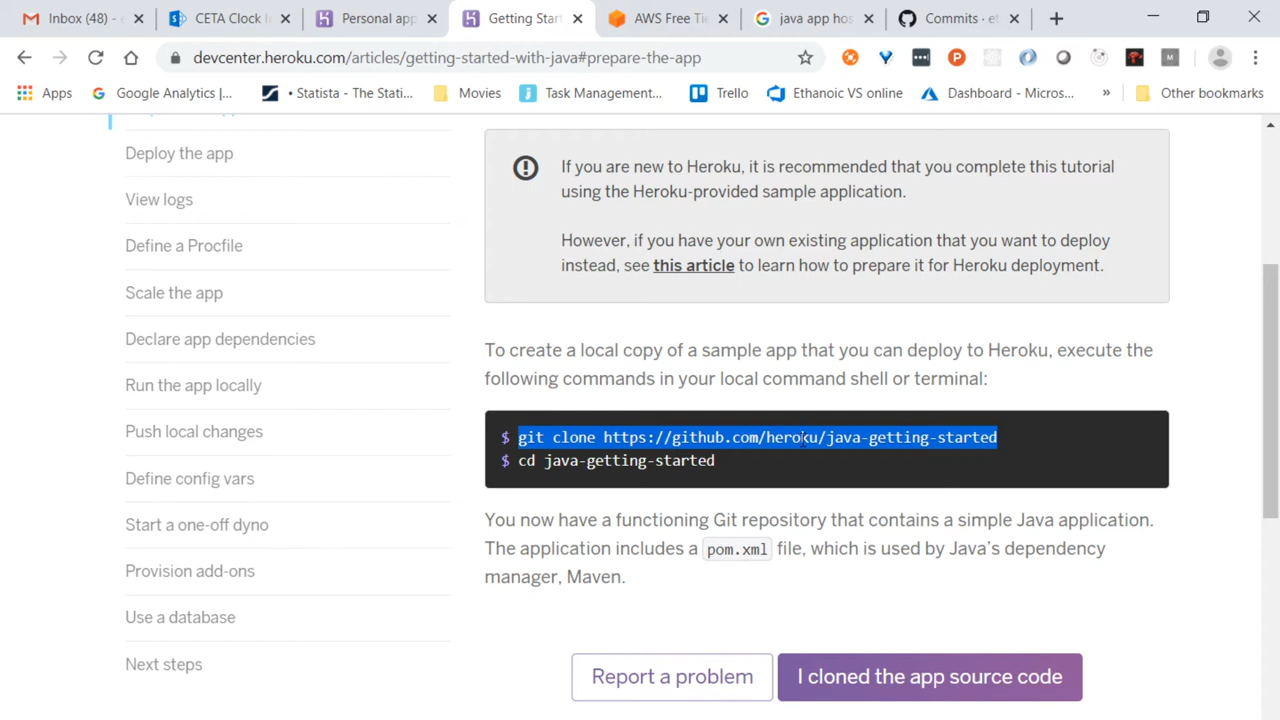 Inbox (48) - e
CETA Clock I
Personal app
Getting Star
AWS Free Tie
java app hos
Commits · et
devcenter.heroku.com/articles/getting-started-with-java#prepare-the-app
Apps
Google Analytics |...
• Statista - The Stati...
Movies
Task Management...
Trello
Ethanoic VS online
Dashboard - Micros...
»
Other bookmarks
Deploy the app
View logs
Define a Procfile
Scale the app
Declare app dependencies
Run the app locally
Push local changes
Define config vars
Start a one-off dyno
Provision add-ons
Use a database
Next steps
If you are new to Heroku, it is recommended that you complete this tutorial
using the Heroku-provided sample application.
However, if you have your own existing application that you want to deploy
instead, see this article to learn how to prepare it for Heroku deployment.
To create a local copy of a sample app that you can deploy to Heroku, execute the
following commands in your local command shell or terminal:
$ git clone https://github.com/heroku/java-getting-started
$ cd java-getting-started
You now have a functioning Git repository that contains a simple Java application.
The application includes a pom.xml file, which is used by Java's dependency
manager, Maven.
Report a problem
I cloned the app source code